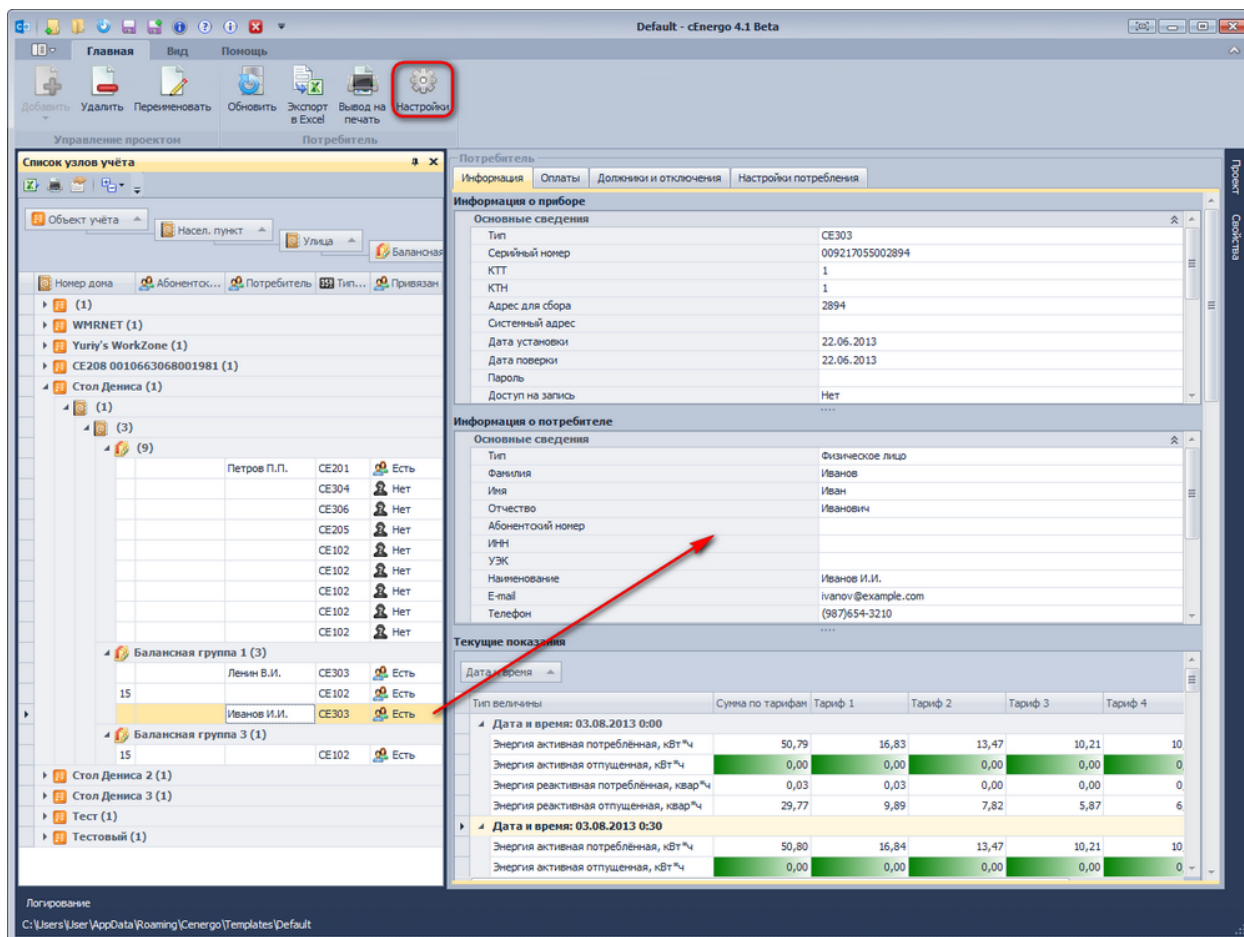 Default - cEnergo 4.1 Beta
Главная Вид Помощь
Добавить Удалить Переименовать Обновить Экспорт в Excel Вывод на печать Настройки
Управление проектом Потребитель
Список узлов учёта
Объект учёта
Насел. пункт
Улица
Балансная
Номер дона Абонентск... Потребитель Тип... Привязан
(1)
WMRNET (1)
Yuriy's WorkZone (1)
CE208 0010663068001981 (1)
Стол Дениса (1)
(1)
(3)
(9)
Петров П.П. CE201 Есть
CE304 Нет
CE306 Нет
CE205 Нет
CE102 Нет
CE102 Нет
CE102 Нет
CE102 Нет
CE102 Нет
Балансная группа 1 (3)
Ленин В.И. CE303 Есть
15 CE102 Есть
Иванов И.И. CE303 Есть
Балансная группа 3 (1)
15 CE102 Есть
Стол Дениса 2 (1)
Стол Дениса 3 (1)
Тест (1)
Тестовый (1)
Потребитель
Информация Оплаты Должники и отключения Настройки потребления
Информация о приборе
Основные сведения
Тип CE303
Серийный номер 009217055002894
КТТ 1
КТН 1
Адрес для сбора 2894
Системный адрес
Дата установки 22.06.2013
Дата поверки 22.06.2013
Пароль
Доступ на запись Нет
Информация о потребителе
Основные сведения
Тип Физическое лицо
Фамилия Иванов
Имя Иван
Отчество Иванович
Абонентский номер
ИНН
УЭК
Наименование Иванов И.И.
E-mail ivanov@example.com
Телефон (987)654-3210
Текущие показания
Дата и время
Тип величины Сумма по тарифам Тариф 1 Тариф 2 Тариф 3 Тариф 4
Дата и время: 03.08.2013 0:00
Энергия активная потреблённая, кВт*ч 50,79 16,83 13,47 10,21 10,
Энергия активная отпущенная, кВт*ч 0,00 0,00 0,00 0,00 0,
Энергия реактивная потреблённая, квар*ч 0,03 0,03 0,00 0,00 0,
Энергия реактивная отпущенная, квар*ч 29,77 9,89 7,82 5,87 6,
Дата и время: 03.08.2013 0:30
Энергия активная потреблённая, кВт*ч 50,80 16,84 13,47 10,21 10,
Энергия активная отпущенная, кВт*ч 0,00 0,00 0,00 0,00 0,
Проект
Свойства
Логирование
C:\Users\User\AppData\Roaming\Cenergo\Templates\Default